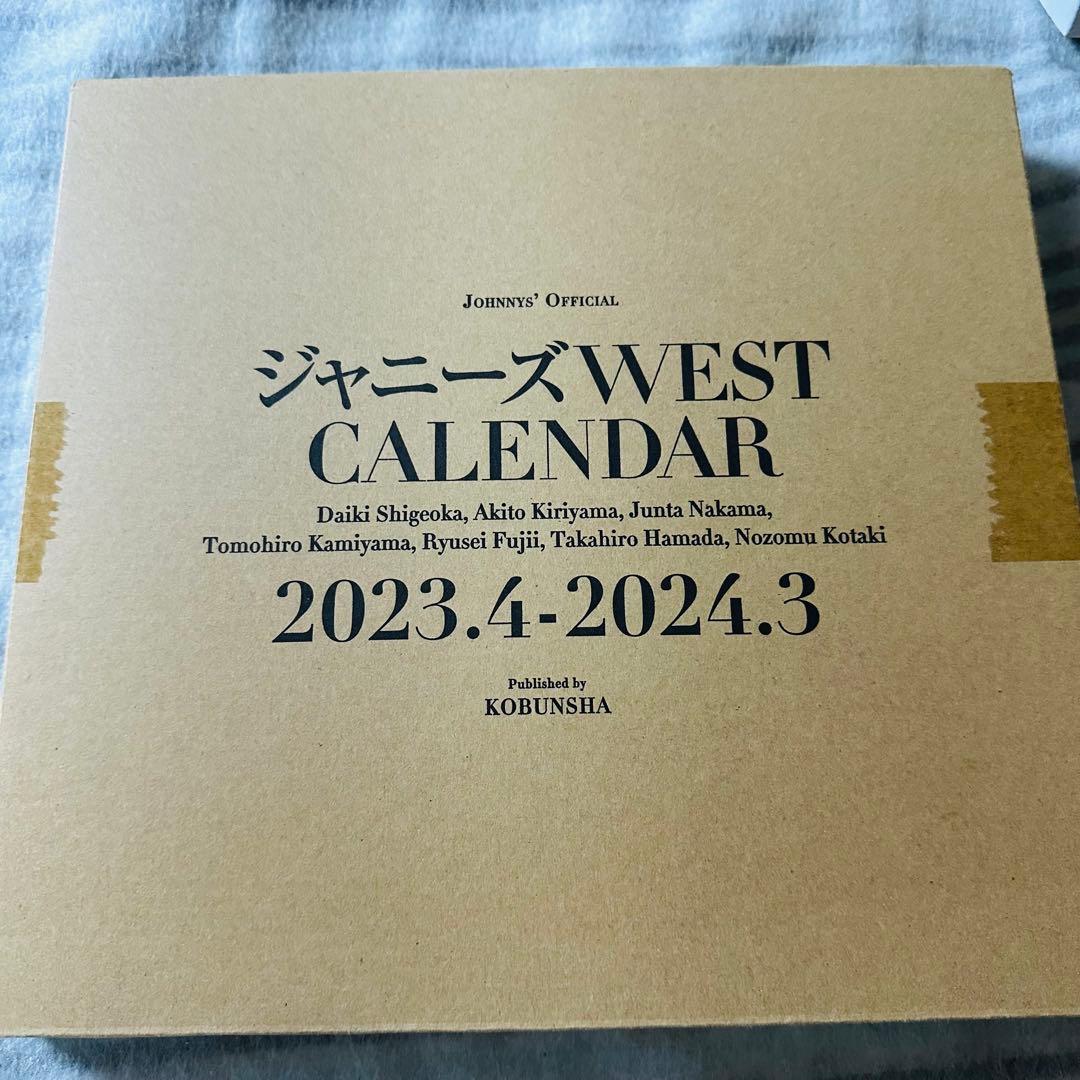 JOHNNYS' OFFICIAL
ジャニーズWEST
CALENDAR
Daiki Shigeoka, Akito Kiriyama, Junta Nakama,
Tomohiro Kamiyama, Ryusei Fujii, Takahiro Hamada, Nozomu Kotaki
2023.4-2024.3
Published by
KOBUNSHA